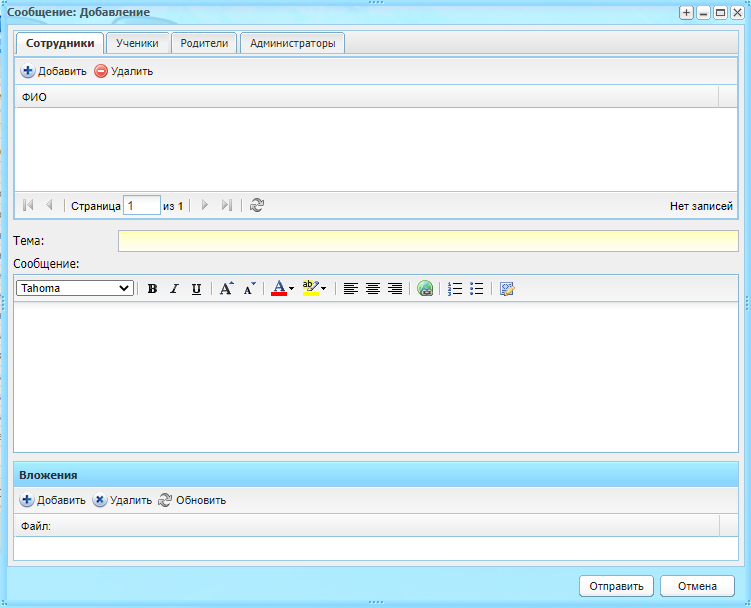 Сообщение: Добавление
Сотрудники Ученики Родители Администраторы
Добавить Удалить
ФИО
Страница 1 из 1 Нет записей
Тема:
Сообщение:
Tahoma B I U A A A ab
Вложения
Добавить Удалить Обновить
Файл:
Отправить Отмена